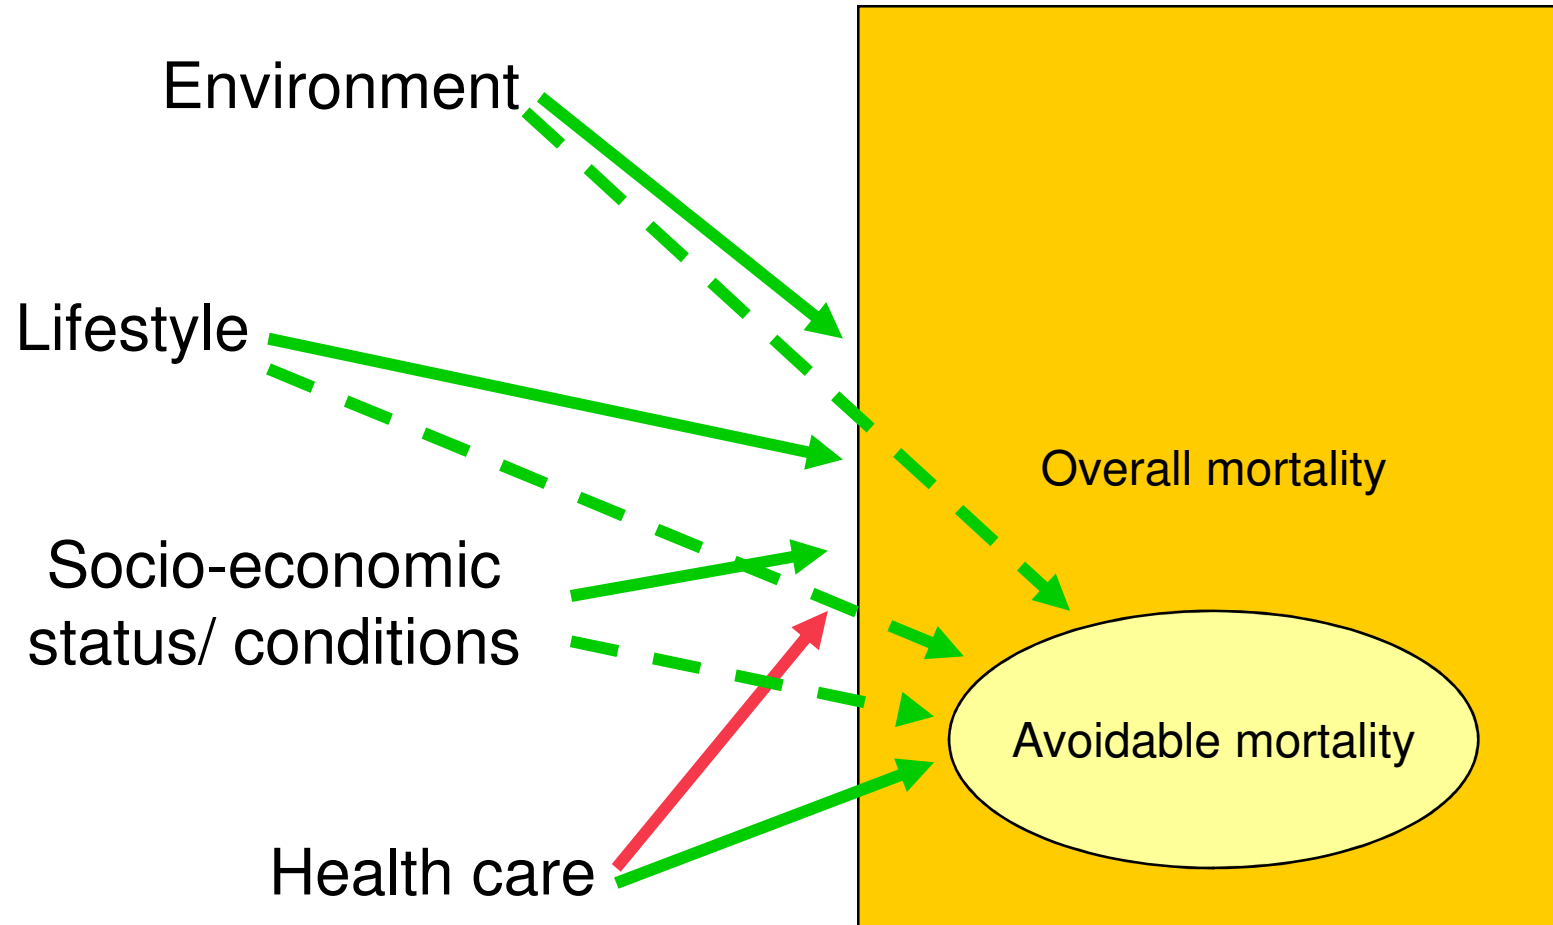 Environment
Lifestyle
Overall mortality
Socio-economic
status/ conditions
Avoidable mortality
Health care